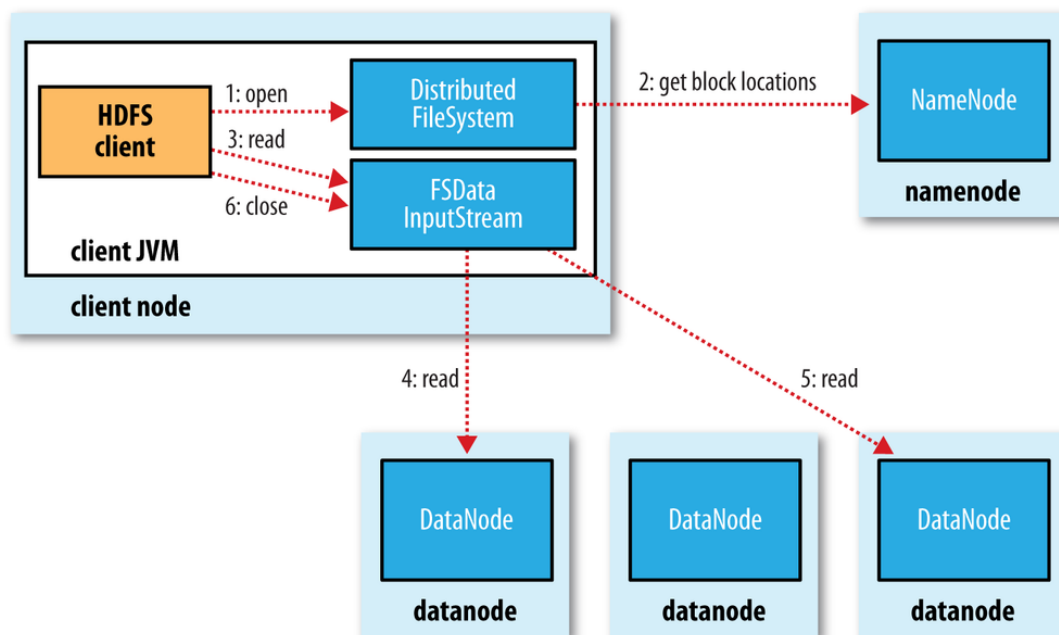 1: open
Distributed
FileSystem
2: get block locations
NameNode
HDFS
client
3: read
namenode
6: close
FSData
InputStream
client JVM
client node
4: read
5: read
DataNode
DataNode
DataNode
datanode
datanode
datanode